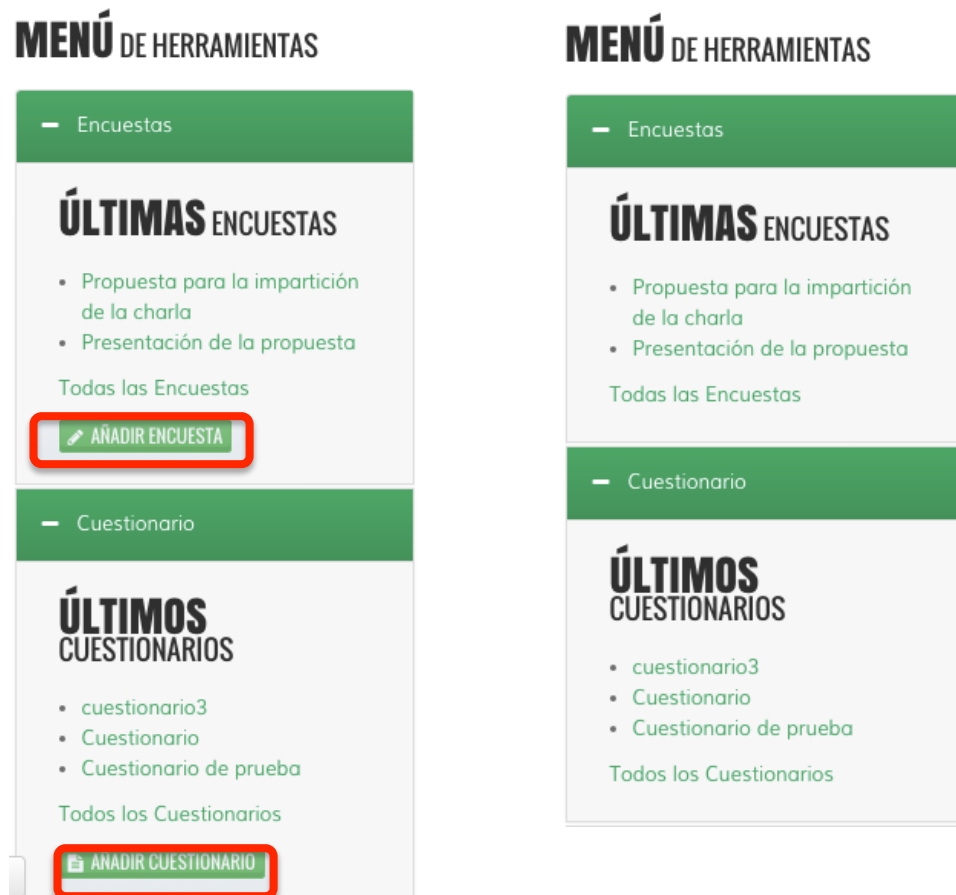 MENÚ DE HERRAMIENTAS
Encuestas
ÚLTIMAS ENCUESTAS
• Propuesta para la impartición
de la charla
• Presentación de la propuesta
Todas las Encuestas
AÑADIR ENCUESTA
Cuestionario
ÚLTIMOS
CUESTIONARIOS
• cuestionario3
• Cuestionario
• Cuestionario de prueba
Todos los Cuestionarios
AÑADIR CUESTIONARIO
MENÚ DE HERRAMIENTAS
Encuestas
ÚLTIMAS ENCUESTAS
• Propuesta para la impartición
de la charla
• Presentación de la propuesta
Todas las Encuestas
Cuestionario
ÚLTIMOS
CUESTIONARIOS
• cuestionario3
• Cuestionario
• Cuestionario de prueba
Todos los Cuestionarios